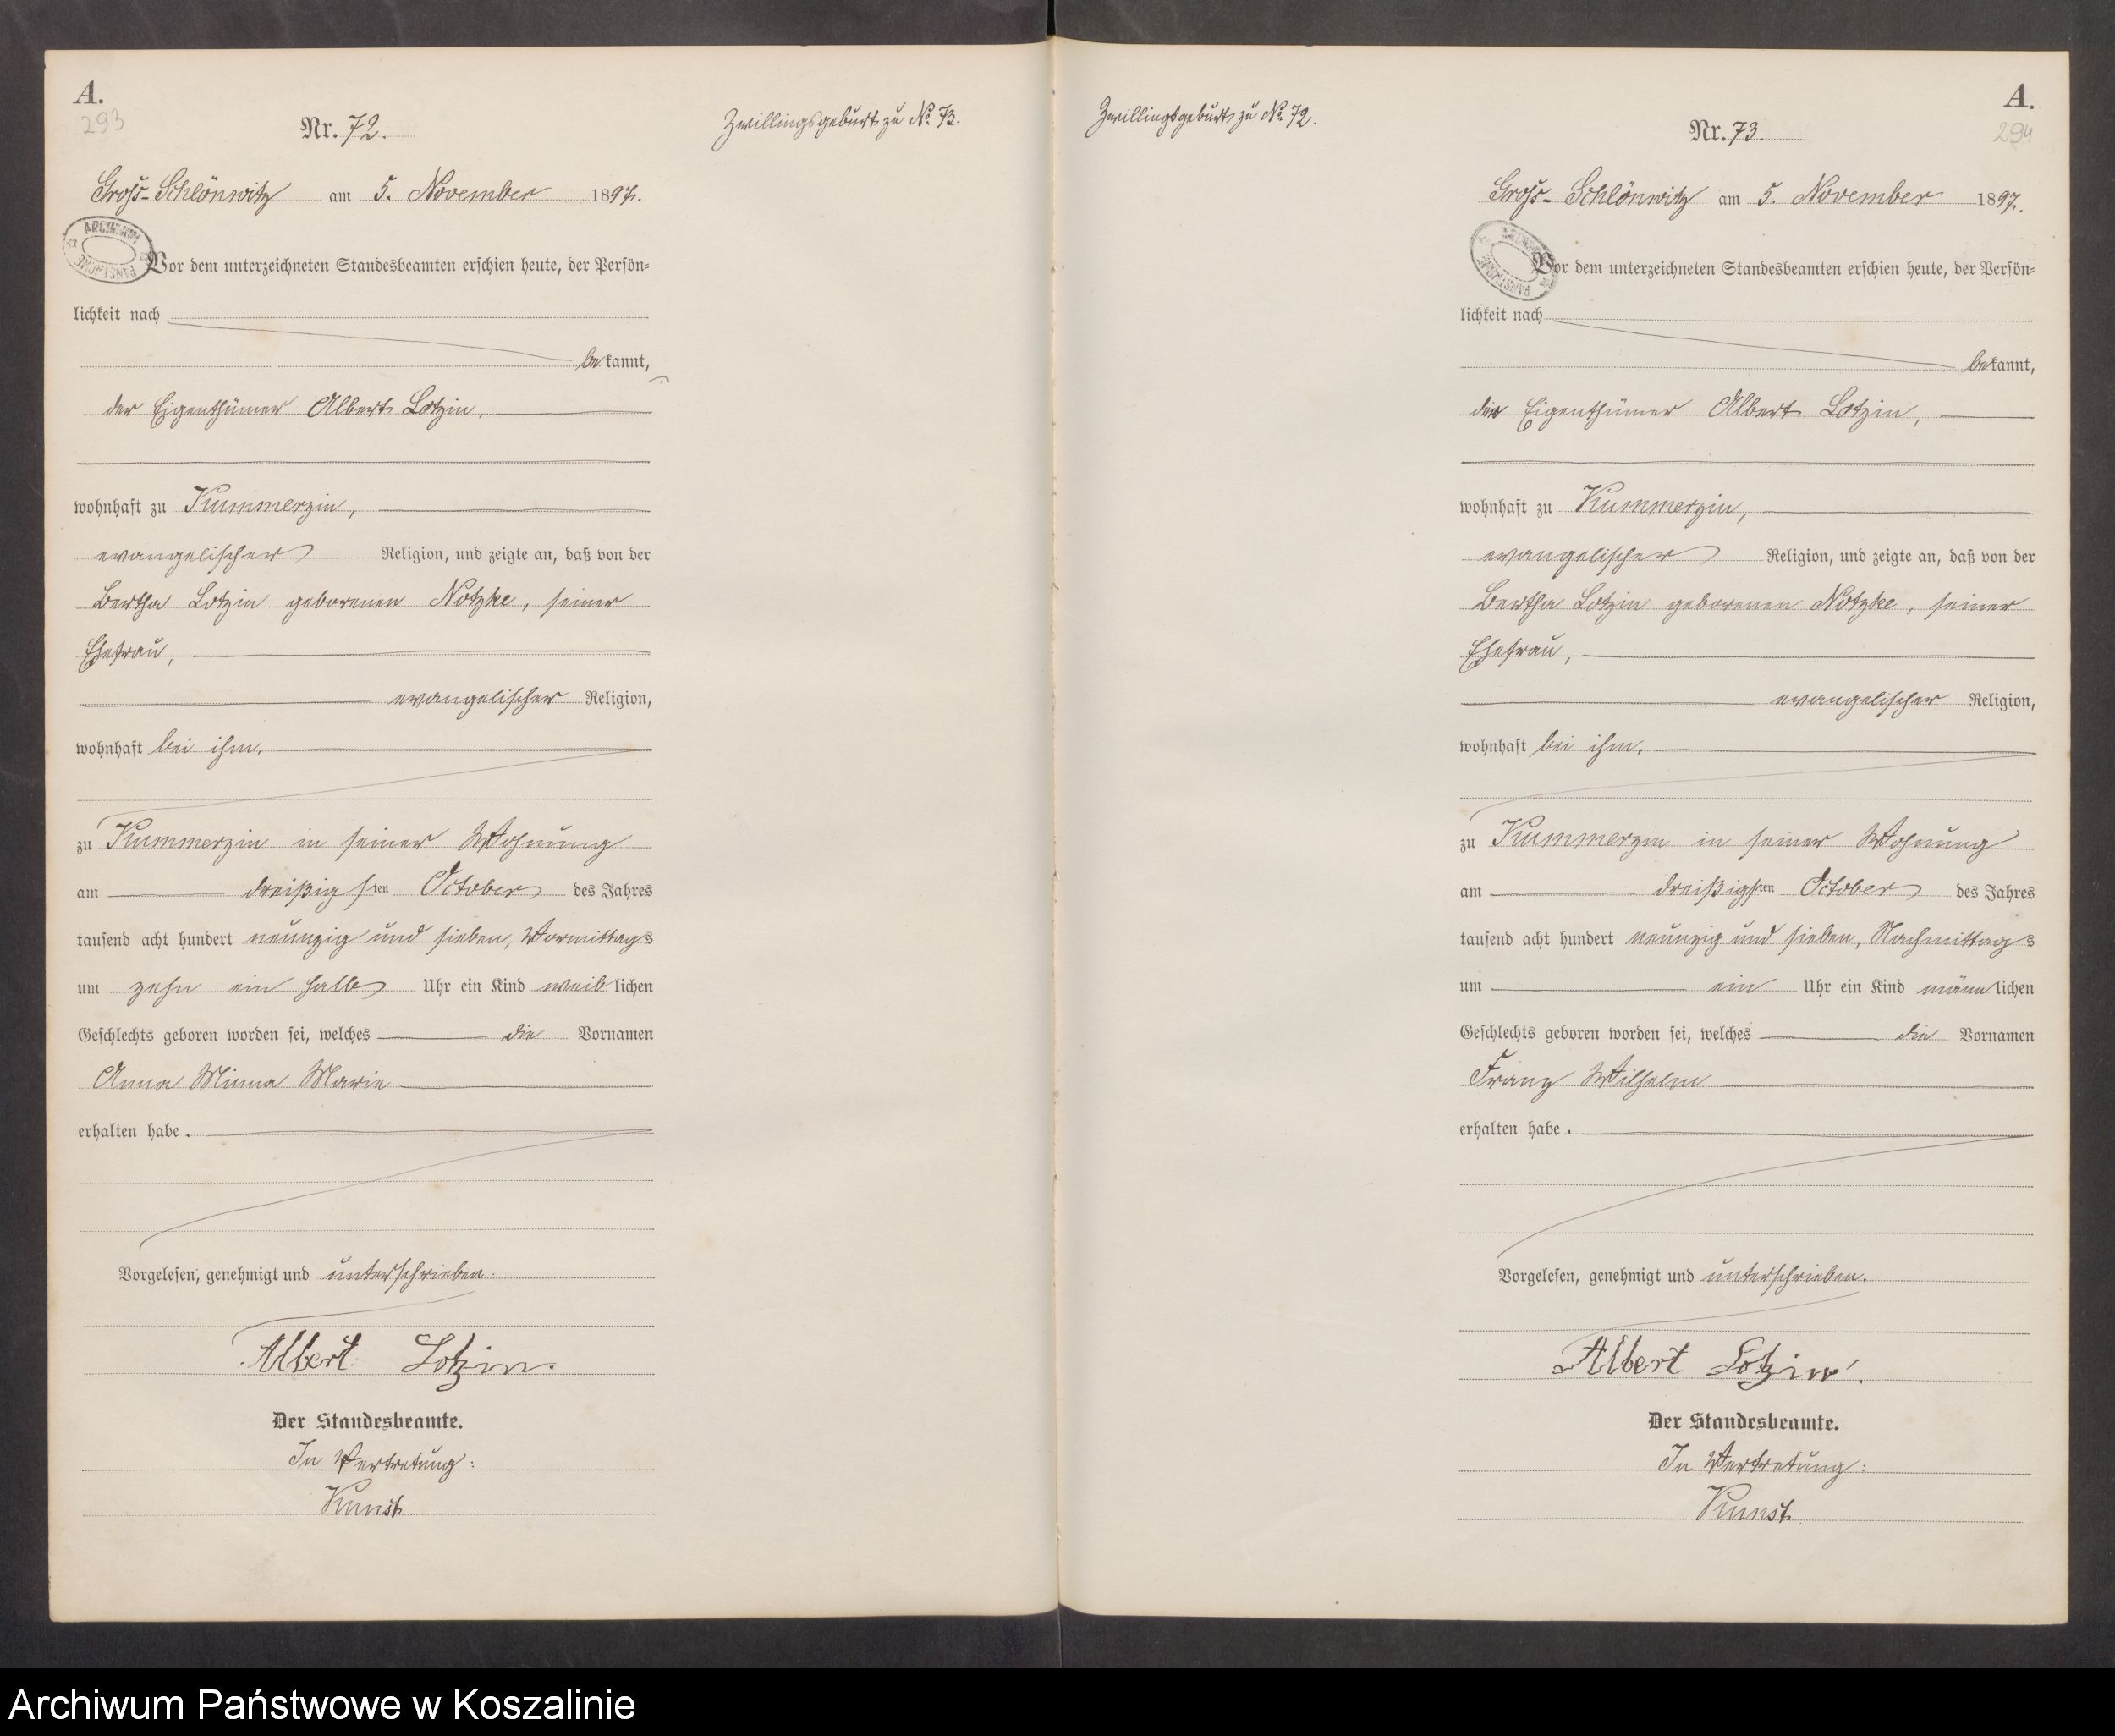 A.
293
Nr. 72.
Zwillingsgeburt zu No. 73.
Groß-Schlönwitz am 5. November 1897.
ARCHIWUM PAŃSTWOWE
Vor dem unterzeichneten Standesbeamten erschien heute, der Persön=
lichkeit nach
bekannt,
der Eigenthümer Albert Lotzin,
wohnhaft zu Kummerzin,
evangelischer Religion, und zeigte an, daß von der
Bertha Lotzin geborenen Notzke, seiner
Ehefrau,
evangelischer Religion,
wohnhaft bei ihm,
zu Kummerzin in seiner Wohnung
am dreißigsten October des Jahres
tausend acht hundert neunzig und sieben, Vormittags
um zehn ein halb Uhr ein Kind weiblichen
Geschlechts geboren worden sei, welches die Vornamen
Anna Minna Marie
erhalten habe.
Vorgelesen, genehmigt und unterschrieben.
Albert Lotzin.
Der Standesbeamte.
In Vertretung:
Kunst.
Zwillingsgeburt zu No. 72.
A.
294
Nr. 73.
Groß-Schlönwitz am 5. November 1897.
ARCHIWUM PAŃSTWOWE
Vor dem unterzeichneten Standesbeamten erschien heute, der Persön=
lichkeit nach
bekannt,
der Eigenthümer Albert Lotzin,
wohnhaft zu Kummerzin,
evangelischer Religion, und zeigte an, daß von der
Bertha Lotzin geborenen Notzke, seiner
Ehefrau,
evangelischer Religion,
wohnhaft bei ihm,
zu Kummerzin in seiner Wohnung
am dreißigsten October des Jahres
tausend acht hundert neunzig und sieben, Nachmittags
um ein Uhr ein Kind männlichen
Geschlechts geboren worden sei, welches die Vornamen
Franz Wilhelm
erhalten habe.
Vorgelesen, genehmigt und unterschrieben.
Albert Lotzin.
Der Standesbeamte.
In Vertretung:
Kunst.
Archiwum Państwowe w Koszalinie